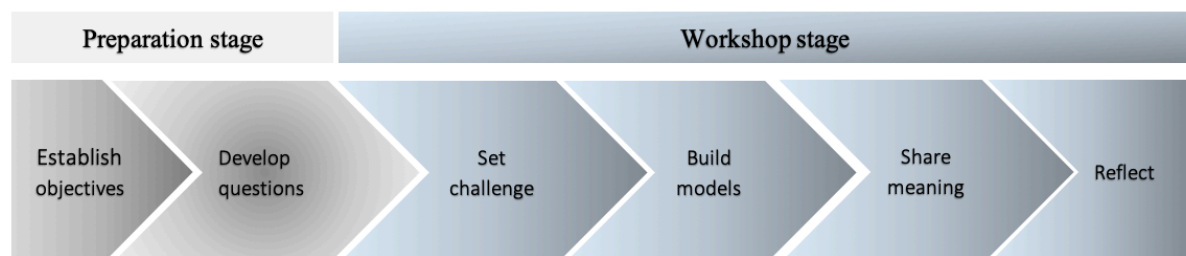 Preparation stage
Workshop stage
Establish
objectives
Develop
questions
Set
challenge
Build
models
Share
meaning
Reflect